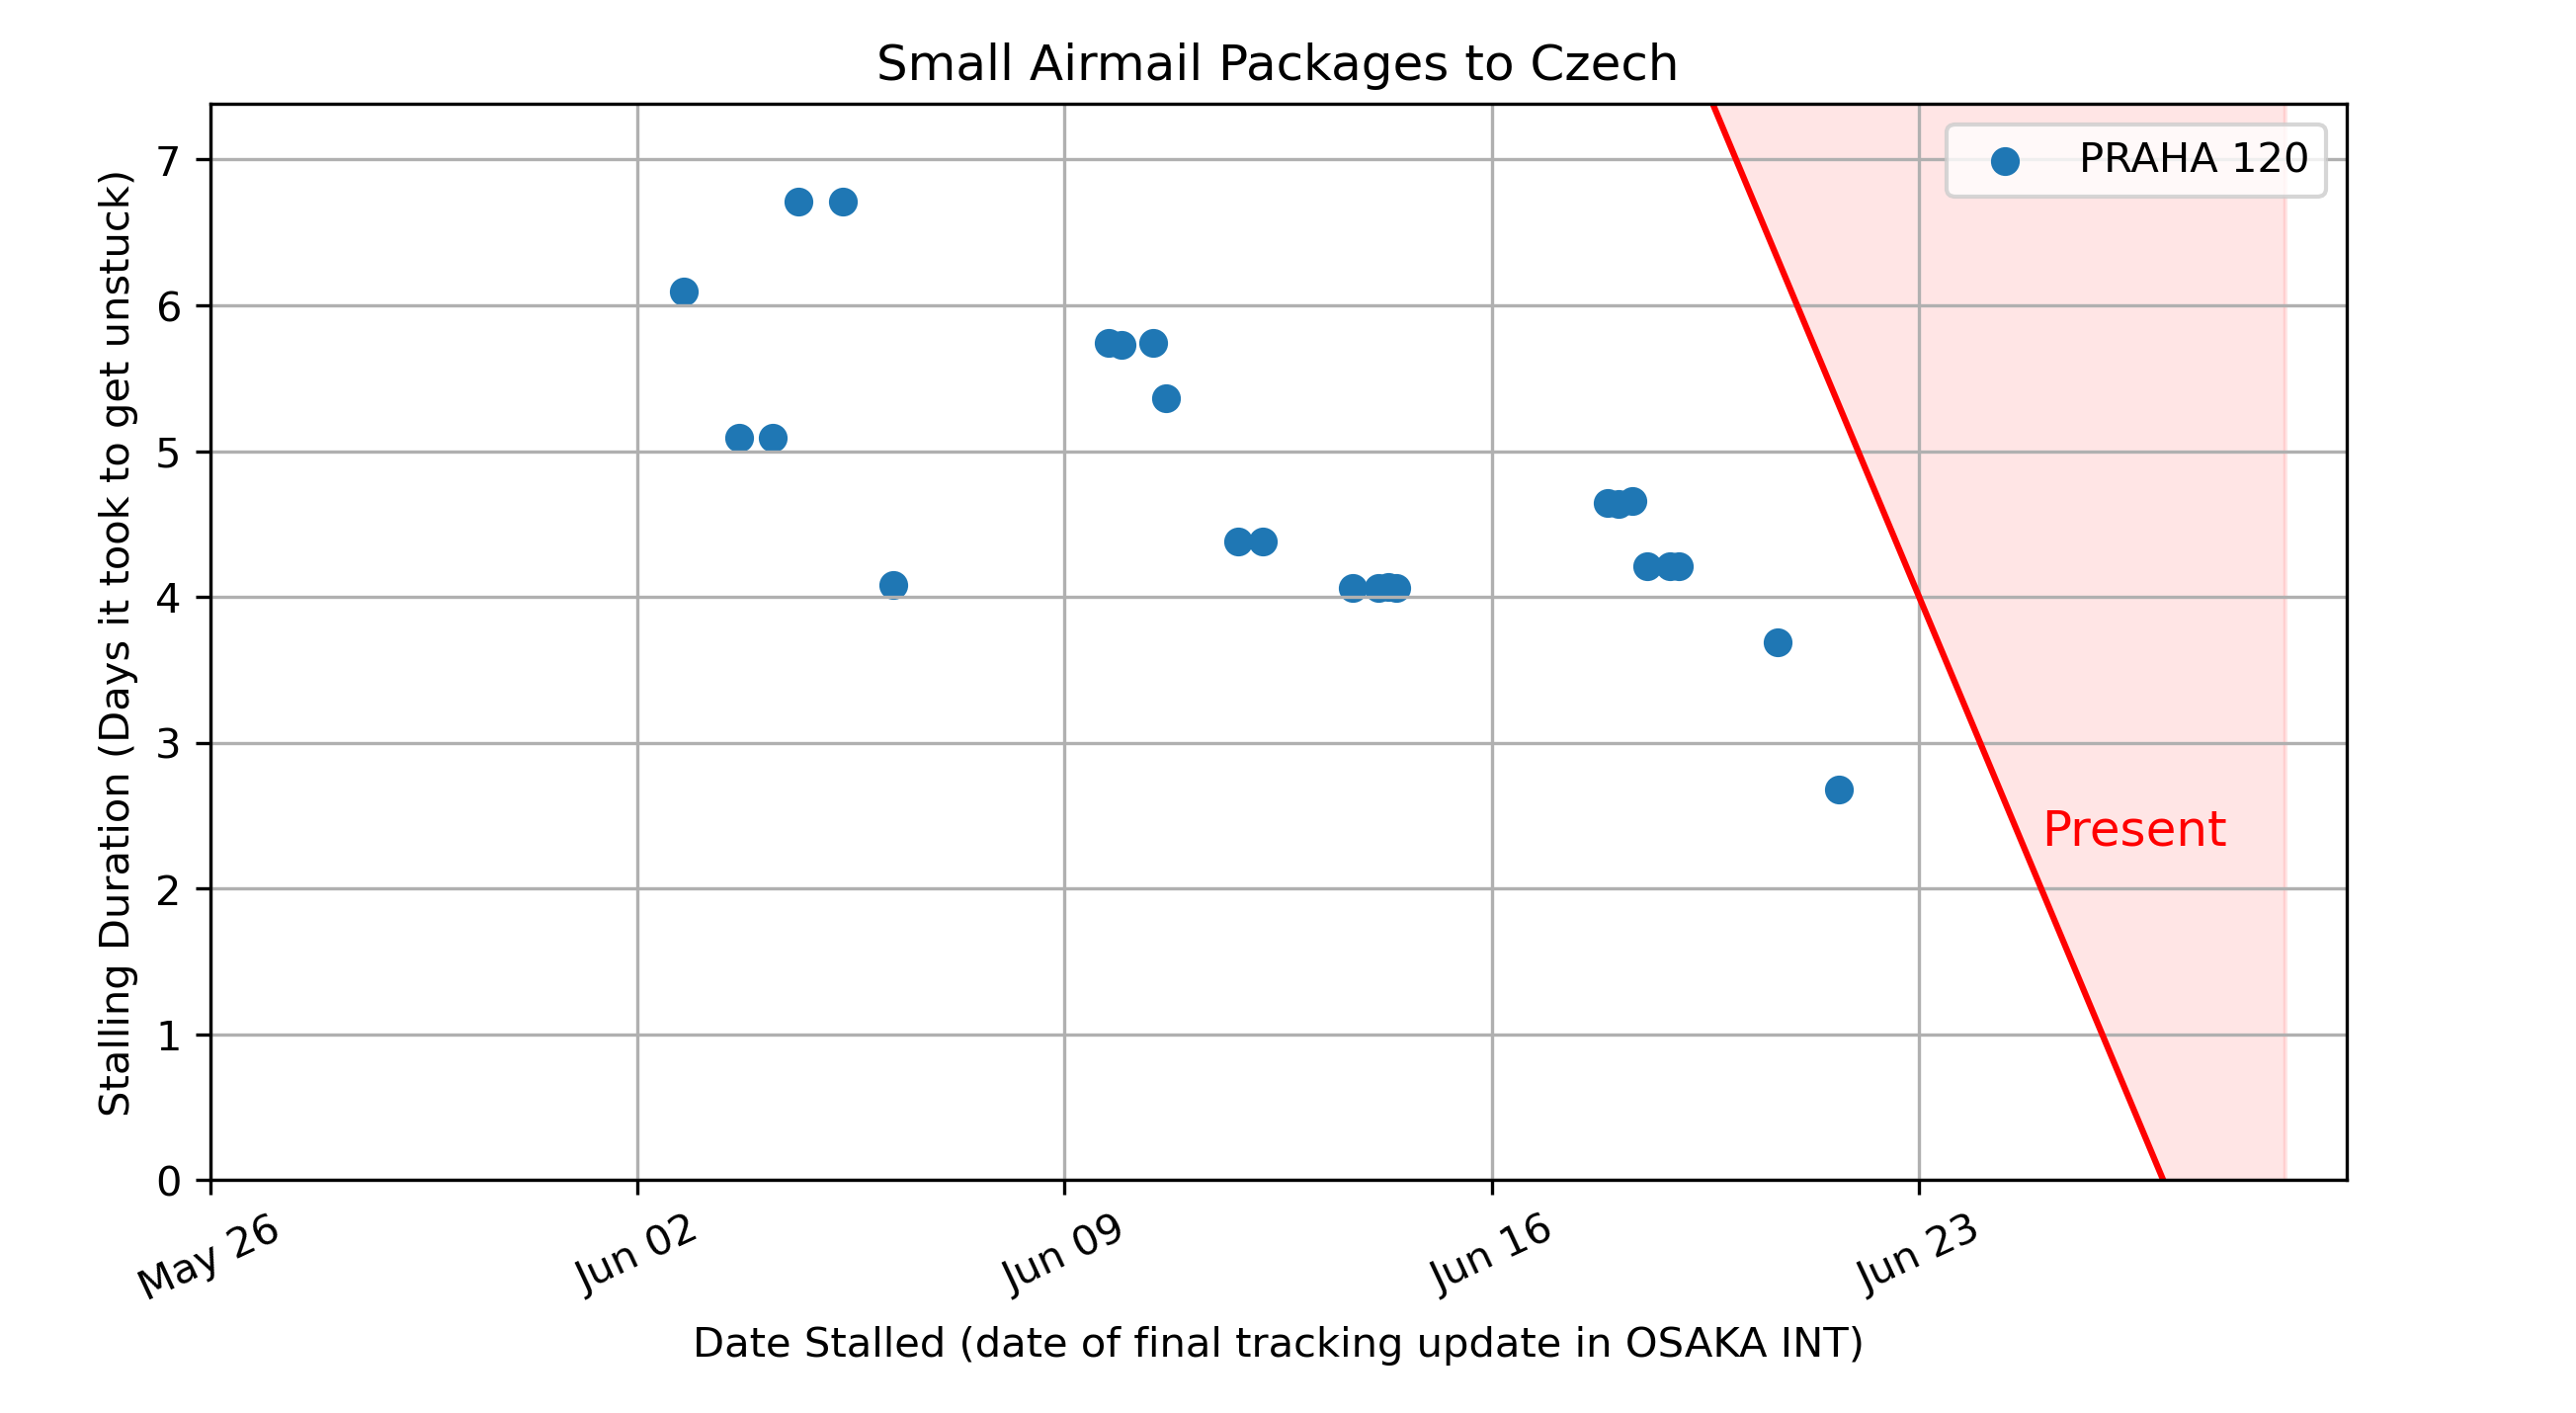 Small Airmail Packages to Czech
PRAHA 120
Stalling Duration (Days it took to get unstuck)
7
6
5
4
3
2
1
0
Present
May 26
Jun 02
Jun 09
Jun 16
Jun 23
Date Stalled (date of final tracking update in OSAKA INT)